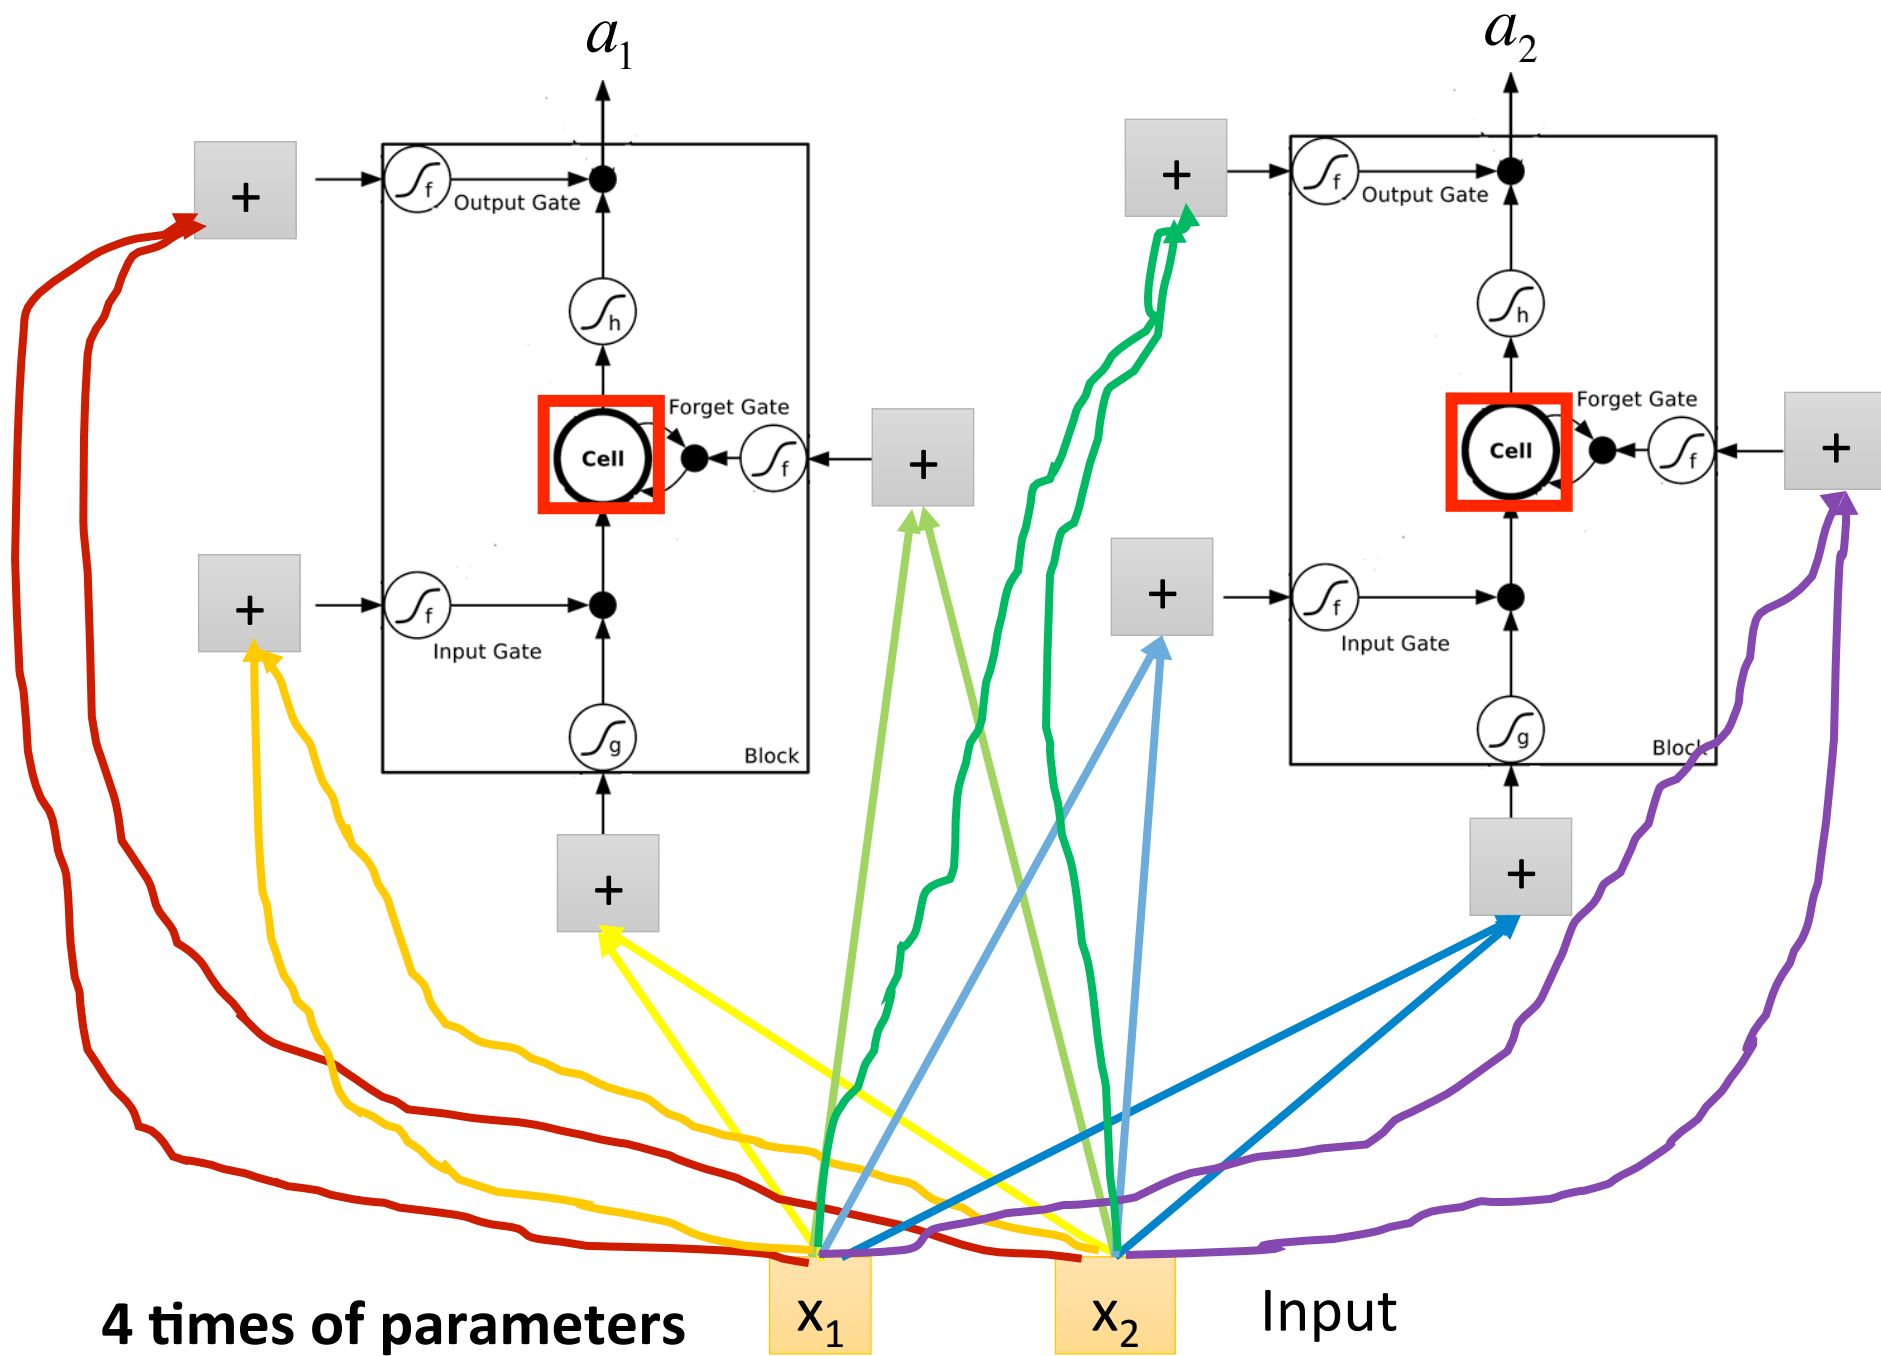 a₁
a₂
+
f
Output Gate
+
f
Output Gate
h
h
Forget Gate
Cell
f
+
Forget Gate
Cell
f
+
+
f
Input Gate
+
f
Input Gate
g
Block
g
Block
+
+
4 times of parameters
x₁
x₂
Input